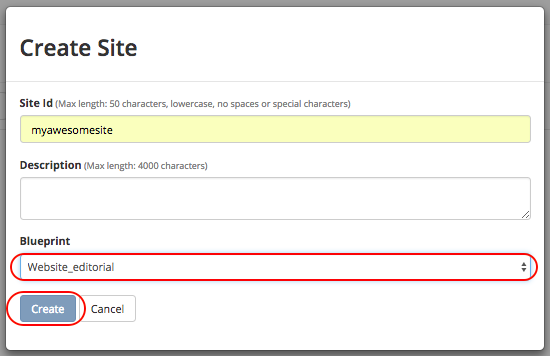 Create Site
Site Id (Max length: 50 characters, lowercase, no spaces or special characters)
myawesomesite
Description (Max length: 4000 characters)
Blueprint
Website_editorial
Create Cancel